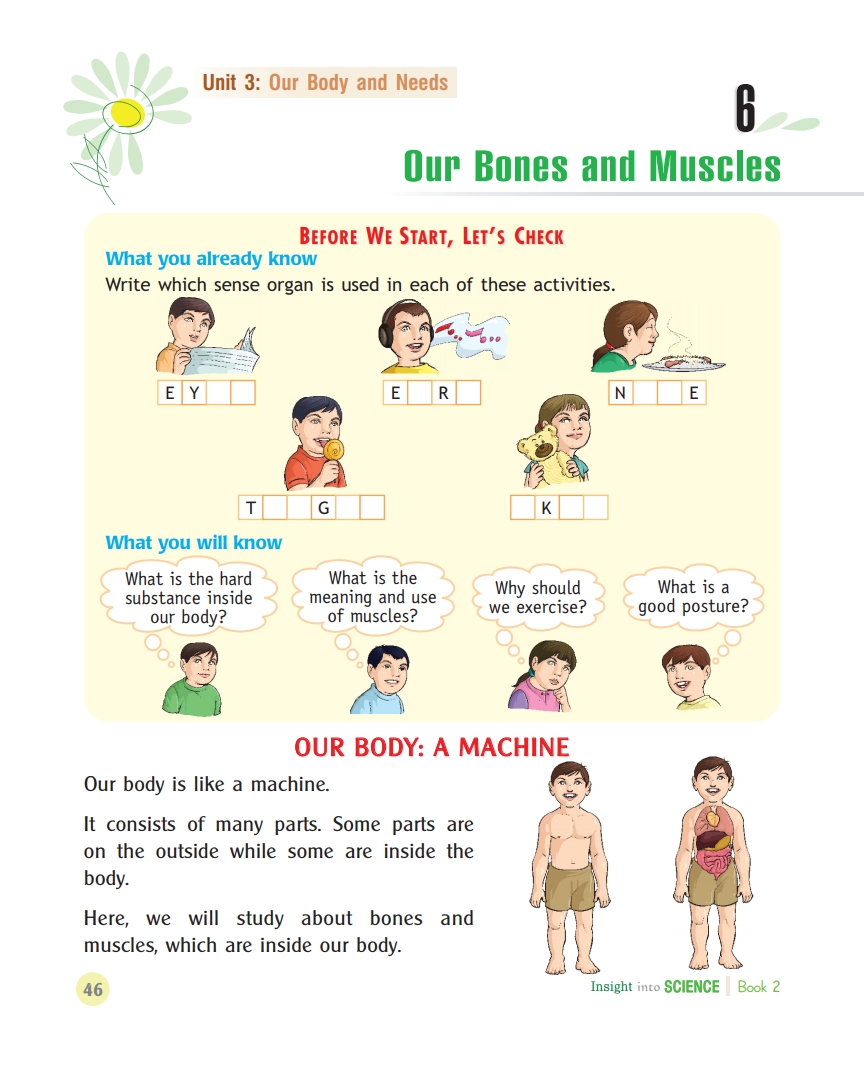 Unit 3: Our Body and Needs
6
Our Bones and Muscles
BEFORE WE START, LET'S CHECK
What you already know
Write which sense organ is used in each of these activities.
E Y
E R
N E
T G
K
What you will know
What is the hard
substance inside
our body?
What is the
meaning and use
of muscles?
Why should
we exercise?
What is a
good posture?
OUR BODY: A MACHINE
Our body is like a machine.
It consists of many parts. Some parts are
on the outside while some are inside the
body.
Here, we will study about bones and
muscles, which are inside our body.
46
Insight into SCIENCE Book 2